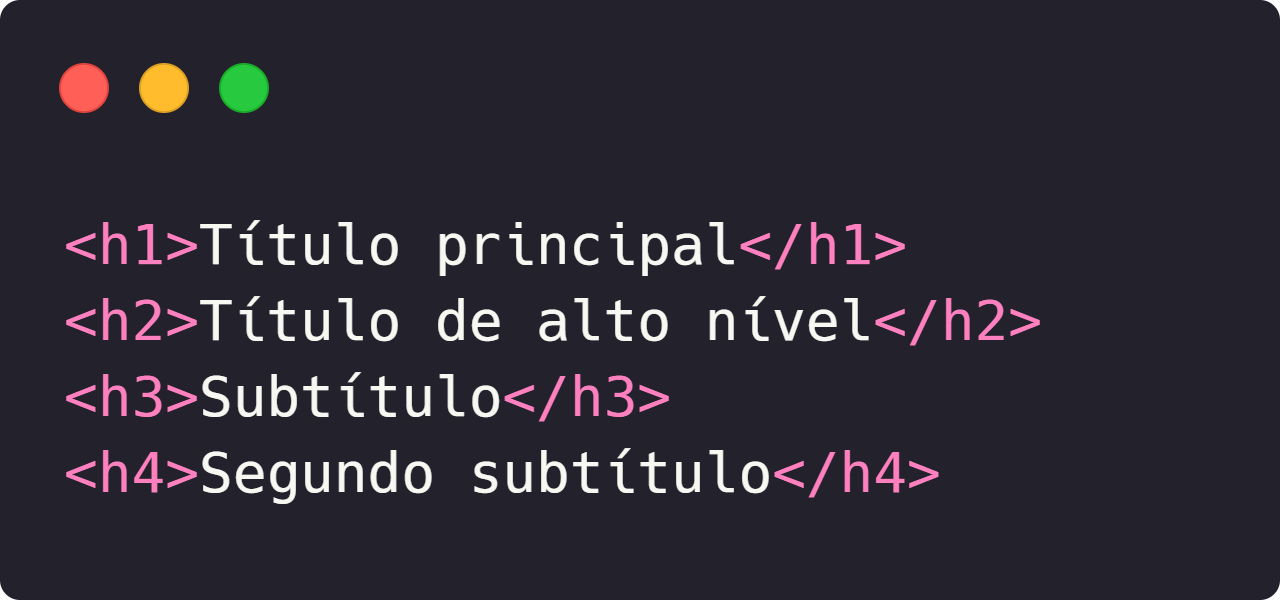 <h1>Título principal</h1>
<h2>Título de alto nível</h2>
<h3>Subtítulo</h3>
<h4>Segundo subtítulo</h4>